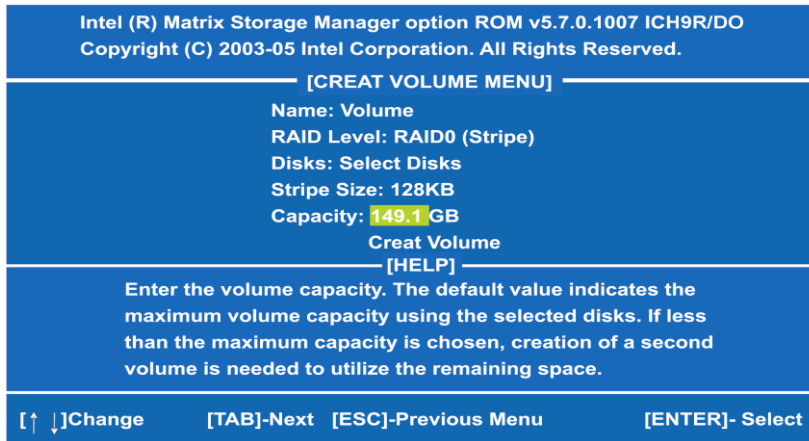 Intel (R) Matrix Storage Manager option ROM v5.7.0.1007 ICH9R/DO
Copyright (C) 2003-05 Intel Corporation. All Rights Reserved.
[CREAT VOLUME MENU]
Name: Volume
RAID Level: RAID0 (Stripe)
Disks: Select Disks
Stripe Size: 128KB
Capacity: 149.1 GB
Creat Volume
[HELP]
Enter the volume capacity. The default value indicates the
maximum volume capacity using the selected disks. If less
than the maximum capacity is chosen, creation of a second
volume is needed to utilize the remaining space.
[↑ ↓]Change [TAB]-Next [ESC]-Previous Menu [ENTER]- Select